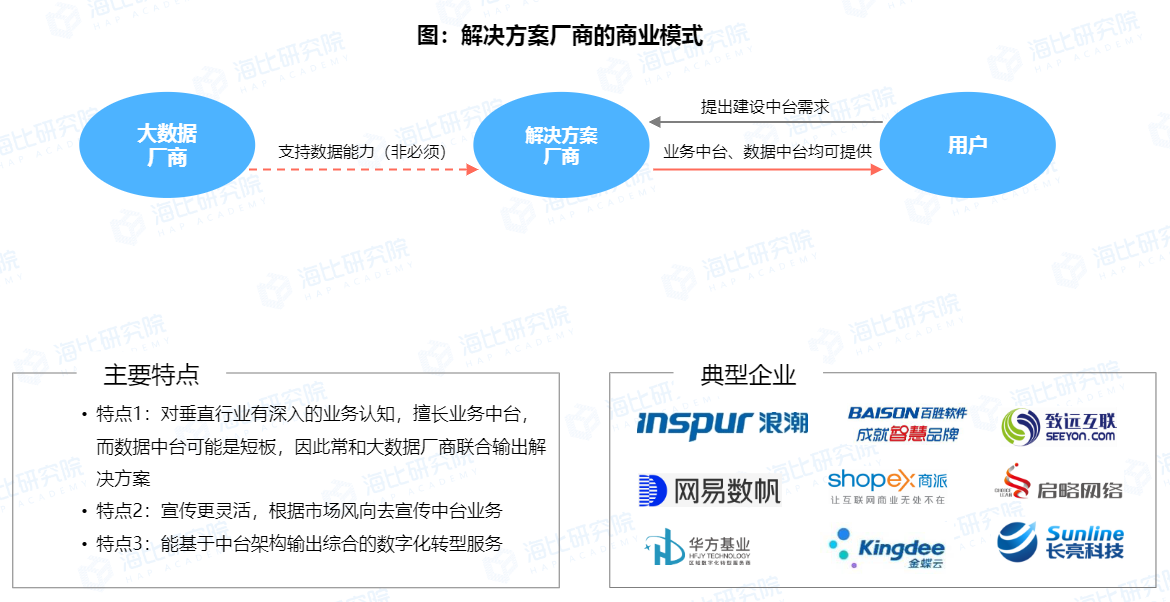 图：解决方案厂商的商业模式
大数据
厂商
支持数据能力（非必须）
解决方案
厂商
提出建设中台需求
业务中台、数据中台均可提供
用户
主要特点
• 特点1：对垂直行业有深入的业务认知，擅长业务中台，
而数据中台可能是短板，因此常和大数据厂商联合输出解
决方案
• 特点2：宣传更灵活，根据市场风向去宣传中台业务
• 特点3：能基于中台架构输出综合的数字化转型服务
典型企业
inspur 浪潮
BAISON 百胜软件
成就智慧品牌
致远互联
SEEYON.COM
网易数帆
shopex 商派
让互联网商业无处不在
启略网络
华方基业
HFJY TECHNOLOGY
区域数字化转型服务商
Kingdee
金蝶云
Sunline
长亮科技
海比研究院
HAP ACADEMY